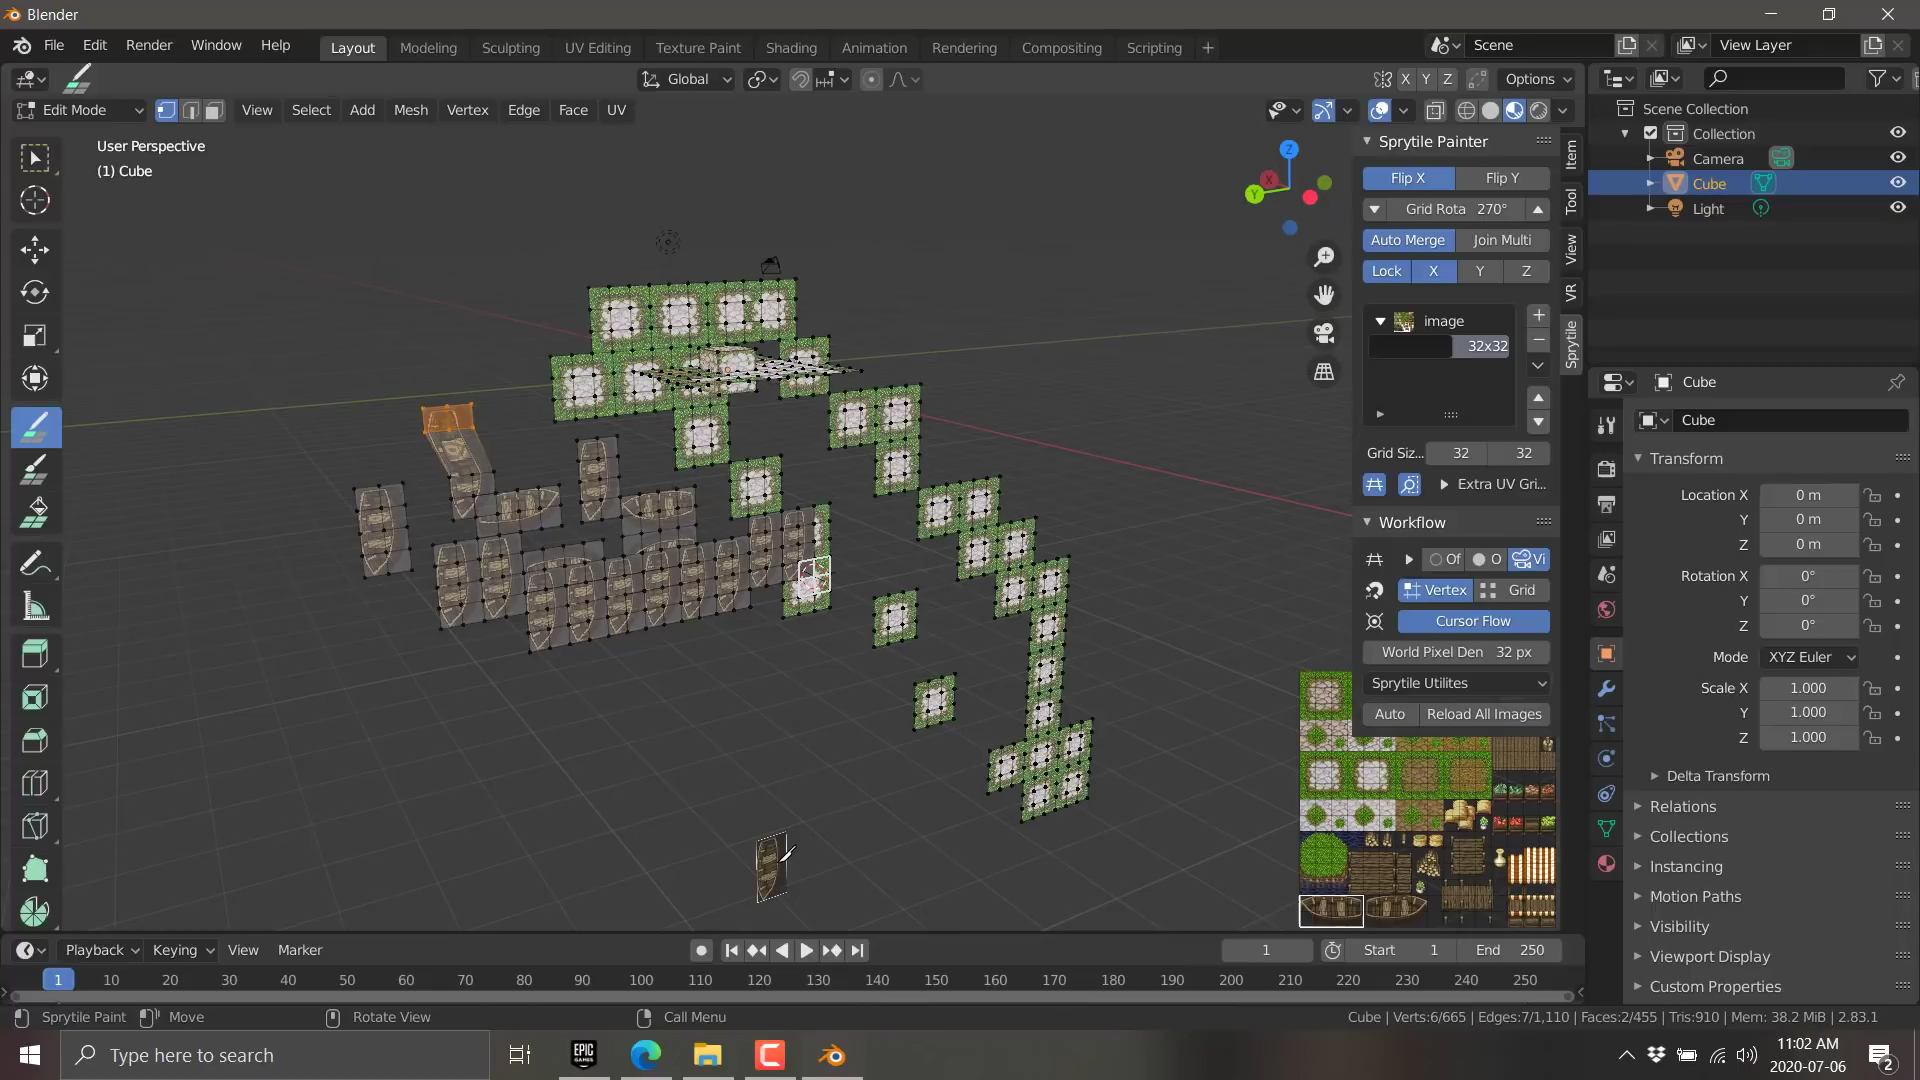 Blender
File Edit Render Window Help
Layout Modeling Sculpting UV Editing Texture Paint Shading Animation Rendering Compositing Scripting
Scene
View Layer
Global
X Y Z Options
Edit Mode
View Select Add Mesh Vertex Edge Face UV
User Perspective
(1) Cube
Z
X
Y
Sprytile Painter
Flip X Flip Y
Grid Rota 270°
Auto Merge Join Multi
Lock X Y Z
image
32x32
Grid Siz... 32 32
Extra UV Gri...
Workflow
Of O Vi
Vertex Grid
Cursor Flow
World Pixel Den 32 px
Sprytile Utilites
Auto Reload All Images
Item
Tool
View
VR
Sprytile
Scene Collection
Collection
Camera
Cube
Light
Cube
Cube
Transform
Location X 0 m
Y 0 m
Z 0 m
Rotation X 0°
Y 0°
Z 0°
Mode XYZ Euler
Scale X 1.000
Y 1.000
Z 1.000
Delta Transform
Relations
Collections
Instancing
Motion Paths
Visibility
Viewport Display
Custom Properties
Playback Keying View Marker
1 Start 1 End 250
1 10 20 30 40 50 60 70 80 90 100 110 120 130 140 150 160 170 180 190 200 210 220 230 240 250
Sprytile Paint Move Rotate View Call Menu
Cube | Verts:6/665 | Edges:7/1,110 | Faces:2/455 | Tris:910 | Mem: 38.2 MiB | 2.83.1
Type here to search
EPIC
GAMES
11:02 AM
2020-07-06
2